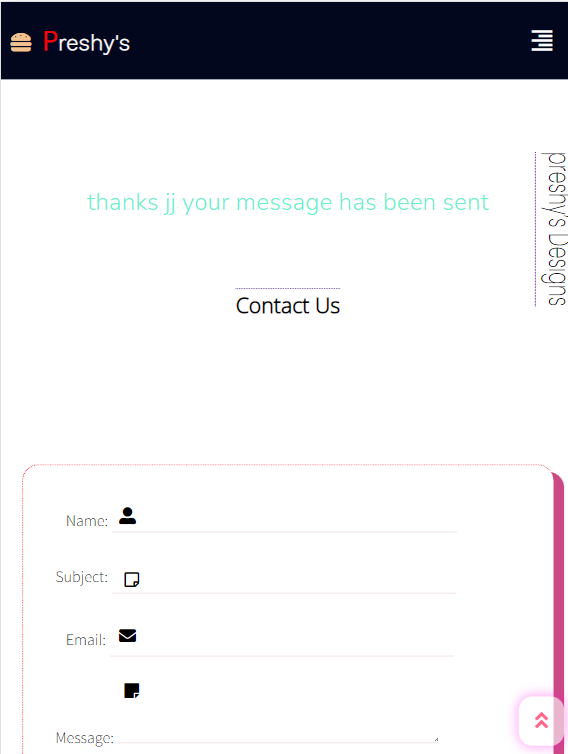 Preshy's
thanks jj your message has been sent
preshy's Designs
Contact Us
Name:
Subject:
Email:
Message: